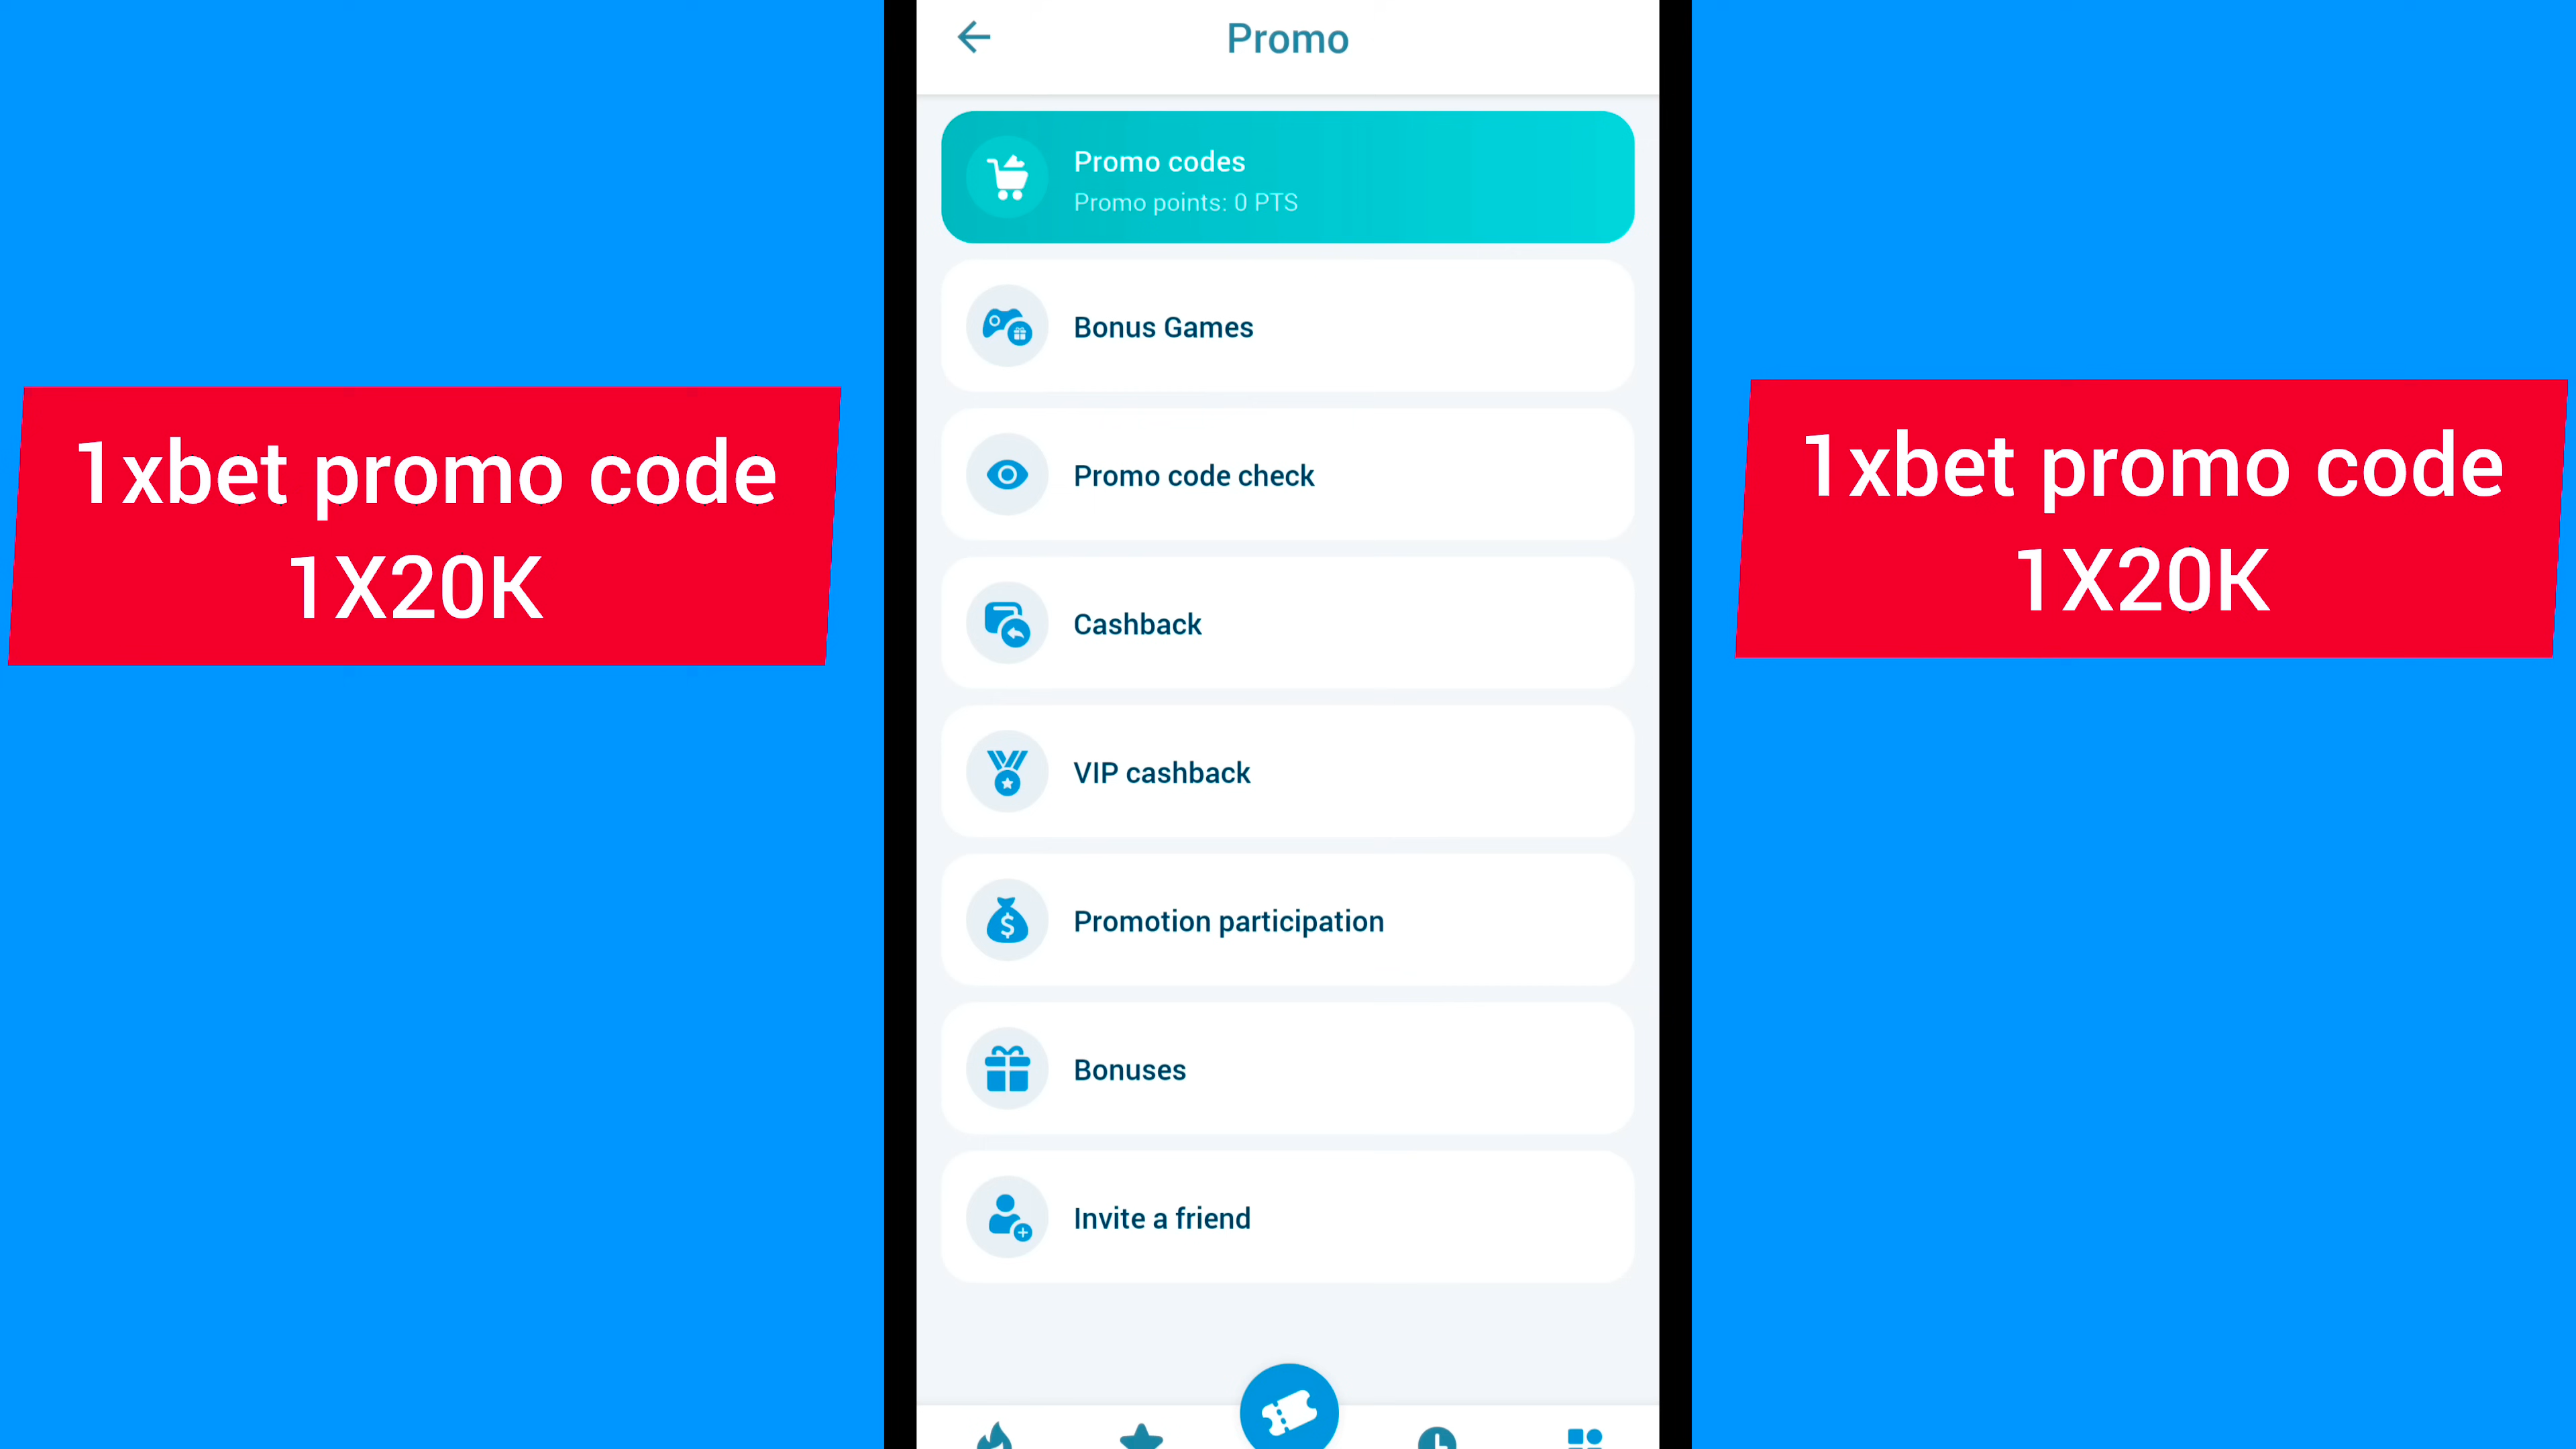 Promo
Promo codes
Promo points: 0 PTS
Bonus Games
1xbet promo code
1X20K
1xbet promo code
1X20K
Promo code check
Cashback
VIP cashback
Promotion participation
Bonuses
Invite a friend